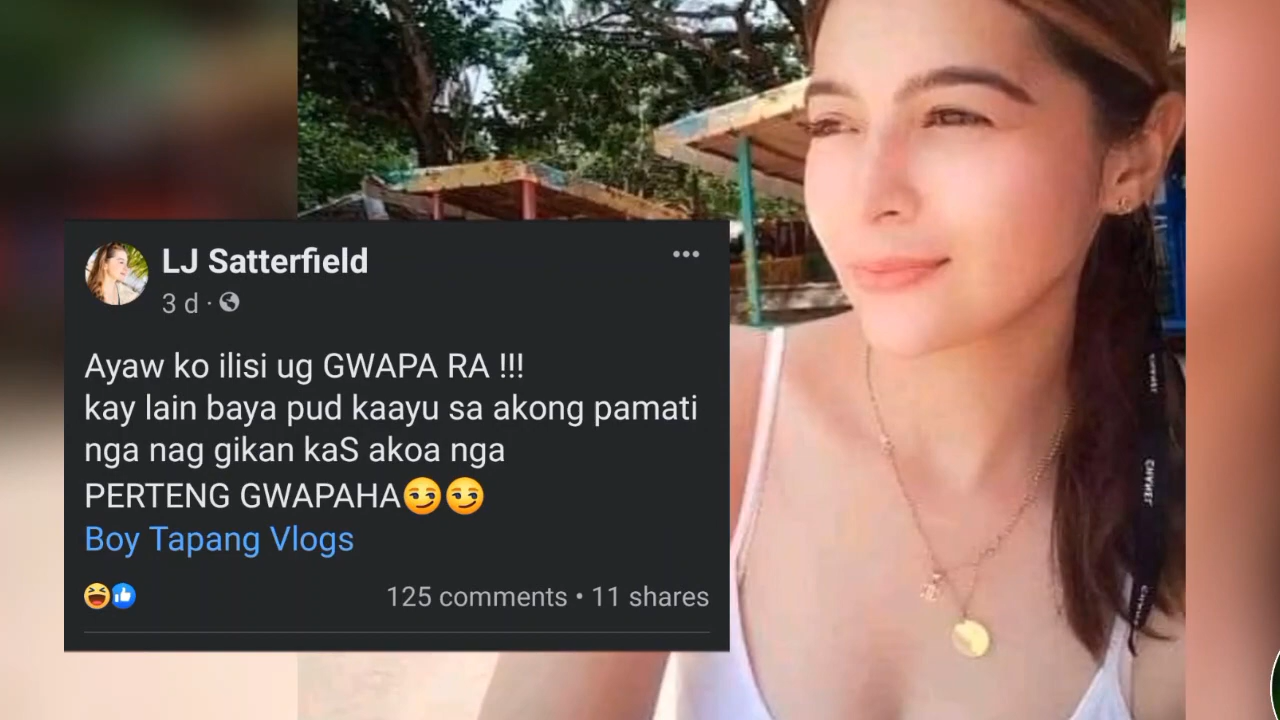 LJ Satterfield
3 d ·
Ayaw ko ilisi ug GWAPA RA !!!
kay lain baya pud kaayu sa akong pamati
nga nag gikan kaS akoa nga
PERTENG GWAPAHA😏😏
Boy Tapang Vlogs
125 comments • 11 shares
CHANEL